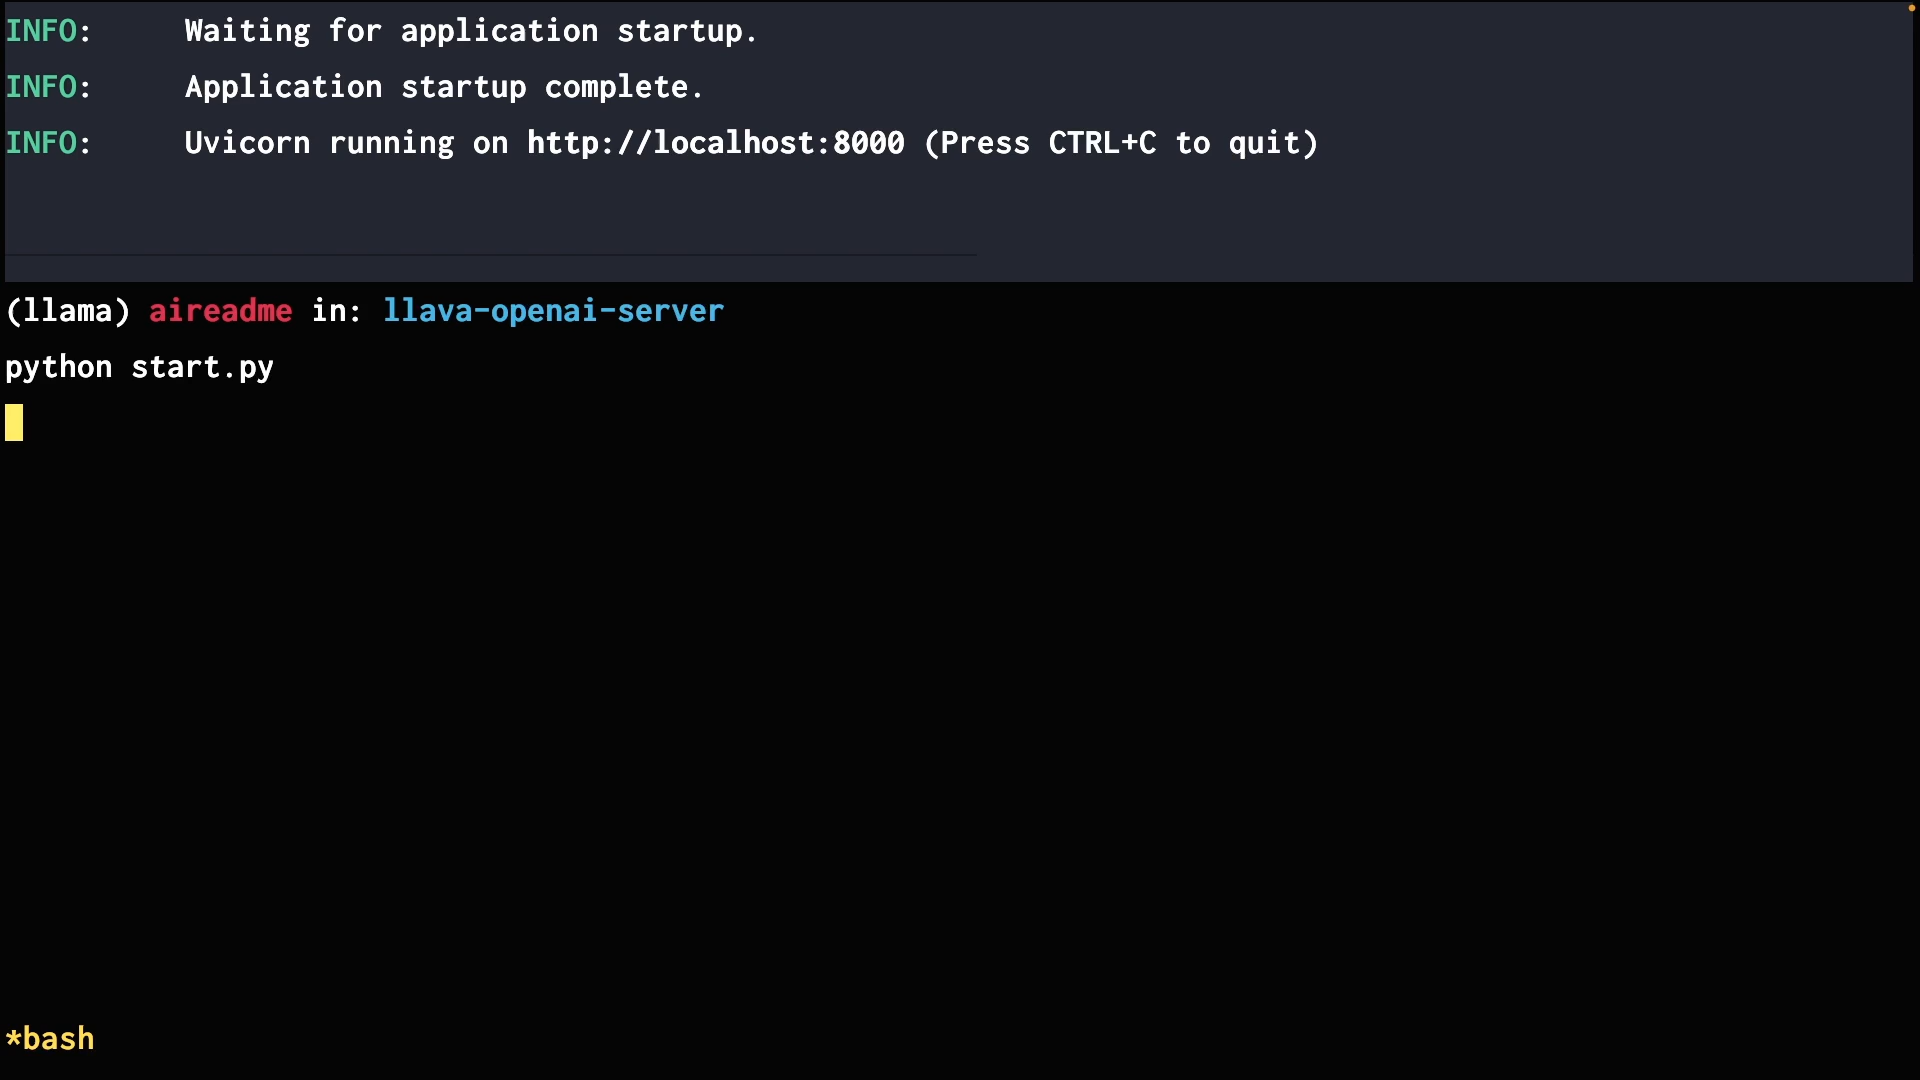 INFO:     Waiting for application startup.
INFO:     Application startup complete.
INFO:     Uvicorn running on http://localhost:8000 (Press CTRL+C to quit)
(llama) aireadme in: llava-openai-server
python start.py
*bash